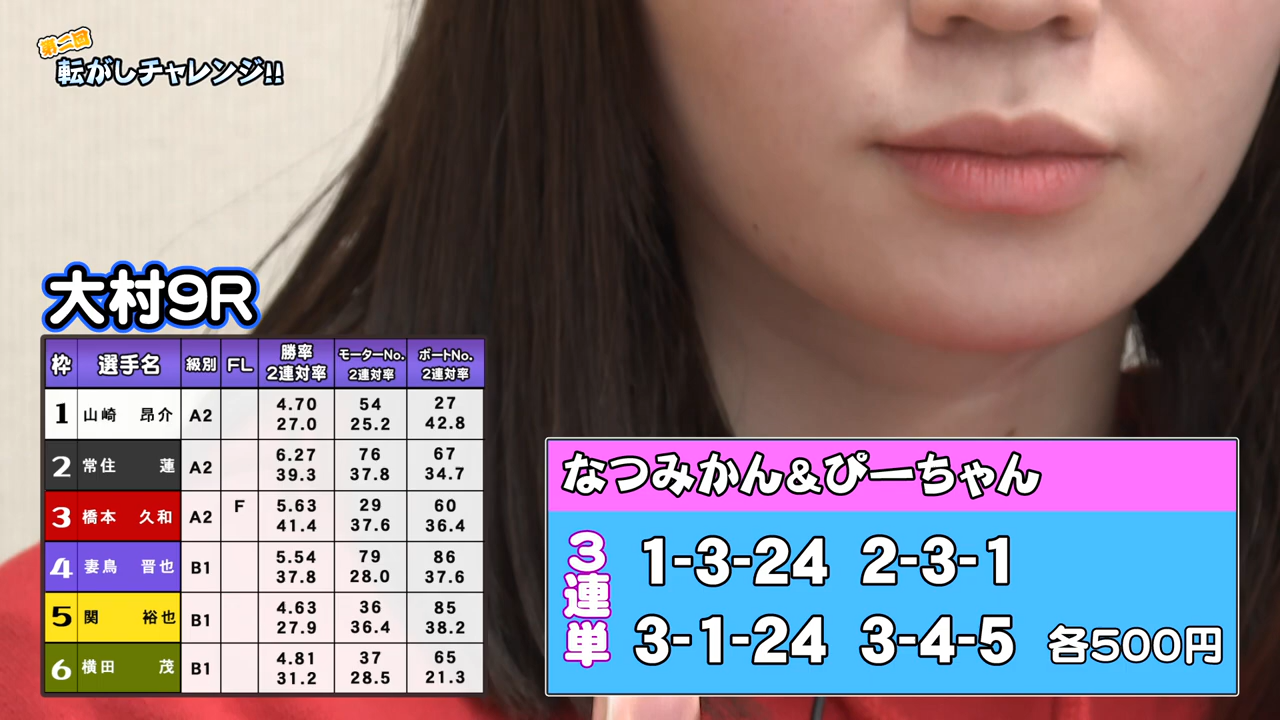 第二回
転がしチャレンジ!!
大村9R
枠 選手名 級別 FL 勝率 2連対率 モーターNo. 2連対率 ボートNo. 2連対率
1 山崎 昂介 A2 4.70 27.0 54 25.2 27 42.8
2 常住 蓮 A2 6.27 39.3 76 37.8 67 34.7
3 橋本 久和 A2 F 5.63 41.4 29 37.6 60 36.4
4 妻鳥 晋也 B1 5.54 37.8 79 28.0 86 37.6
5 関 裕也 B1 4.63 27.9 36 36.4 85 38.2
6 横田 茂 B1 4.81 31.2 37 28.5 65 21.3
なつみかん&ぴーちゃん
3連単
1-3-24 2-3-1
3-1-24 3-4-5 各500円